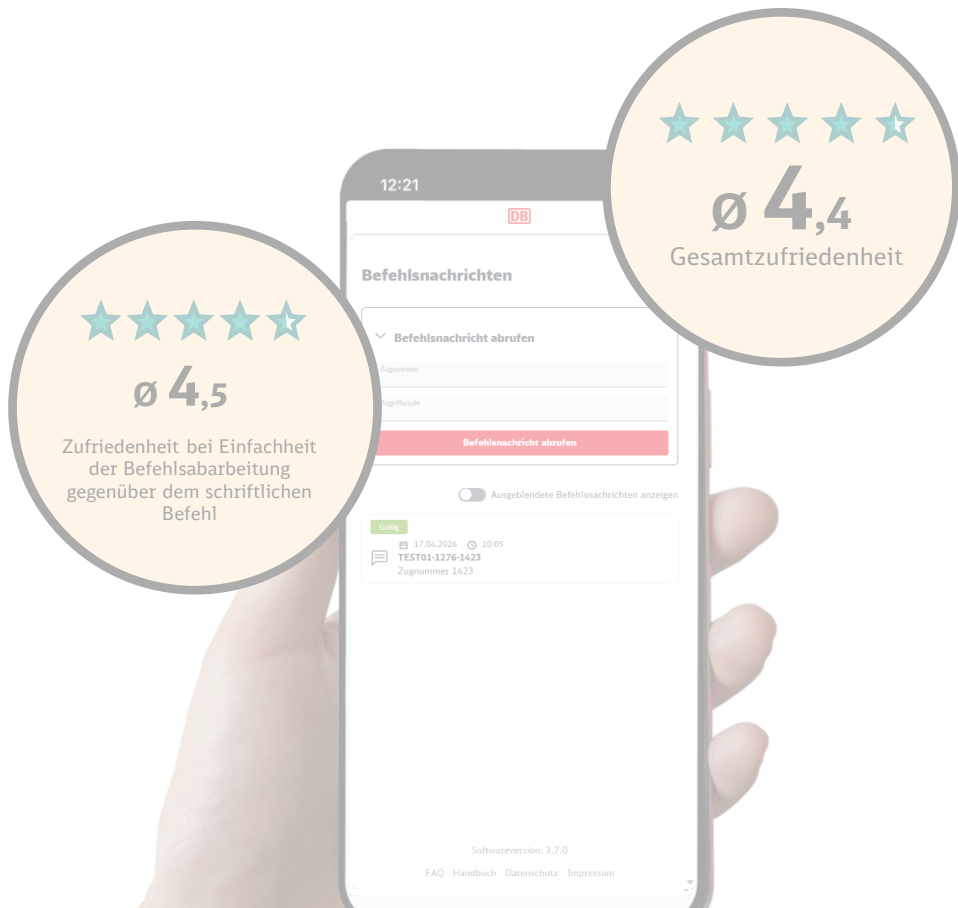 12:21
DB
Ø 4,4
Gesamtzufriedenheit
Befehlsnachrichten
Befehlsnachricht abrufen
Zugnummer
Zugriffscode
Befehlsnachricht abrufen
Ausgeblendete Befehlsnachrichten anzeigen
Gültig
17.04.2026 10:05
TEST01-1276-1423
Zugnummer 1423
Softwareversion: 3.7.0
FAQ Handbuch Datenschutz Impressum
Ø 4,5
Zufriedenheit bei Einfachheit
der Befehlsabarbeitung
gegenüber dem schriftlichen
Befehl